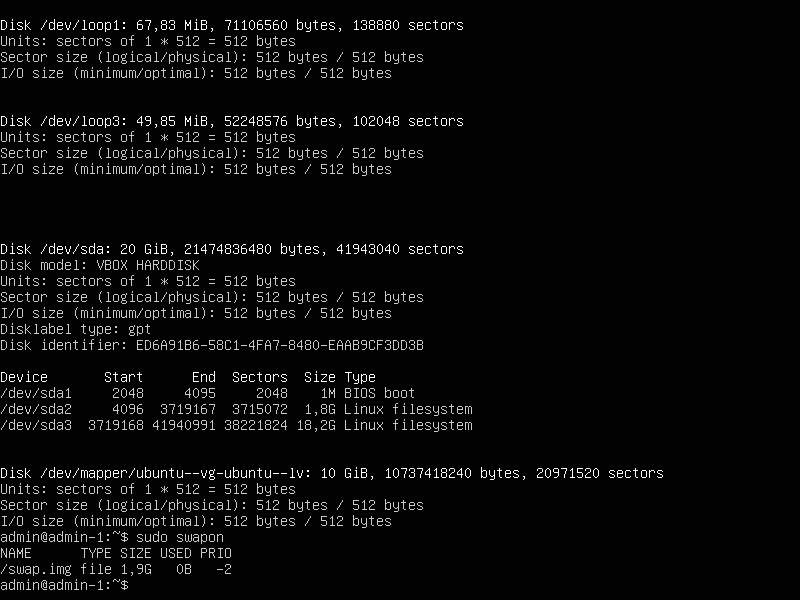 Disk /dev/loop1: 67,83 MiB, 71106560 bytes, 138880 sectors
Units: sectors of 1 * 512 = 512 bytes
Sector size (logical/physical): 512 bytes / 512 bytes
I/O size (minimum/optimal): 512 bytes / 512 bytes
Disk /dev/loop3: 49,85 MiB, 52248576 bytes, 102048 sectors
Units: sectors of 1 * 512 = 512 bytes
Sector size (logical/physical): 512 bytes / 512 bytes
I/O size (minimum/optimal): 512 bytes / 512 bytes
Disk /dev/sda: 20 GiB, 21474836480 bytes, 41943040 sectors
Disk model: VBOX HARDDISK
Units: sectors of 1 * 512 = 512 bytes
Sector size (logical/physical): 512 bytes / 512 bytes
I/O size (minimum/optimal): 512 bytes / 512 bytes
Disklabel type: gpt
Disk identifier: ED6A91B6-58C1-4FA7-8480-EAAB9CF3DD3B
Device       Start      End  Sectors  Size Type
/dev/sda1     2048     4095     2048    1M BIOS boot
/dev/sda2     4096  3719167  3715072  1,8G Linux filesystem
/dev/sda3  3719168 41940991 38221824 18,2G Linux filesystem
Disk /dev/mapper/ubuntu--vg-ubuntu--lv: 10 GiB, 10737418240 bytes, 20971520 sectors
Units: sectors of 1 * 512 = 512 bytes
Sector size (logical/physical): 512 bytes / 512 bytes
I/O size (minimum/optimal): 512 bytes / 512 bytes
admin@admin-1:~$ sudo swapon
NAME      TYPE SIZE USED PRIO
/swap.img file 1,9G   0B   -2
admin@admin-1:~$